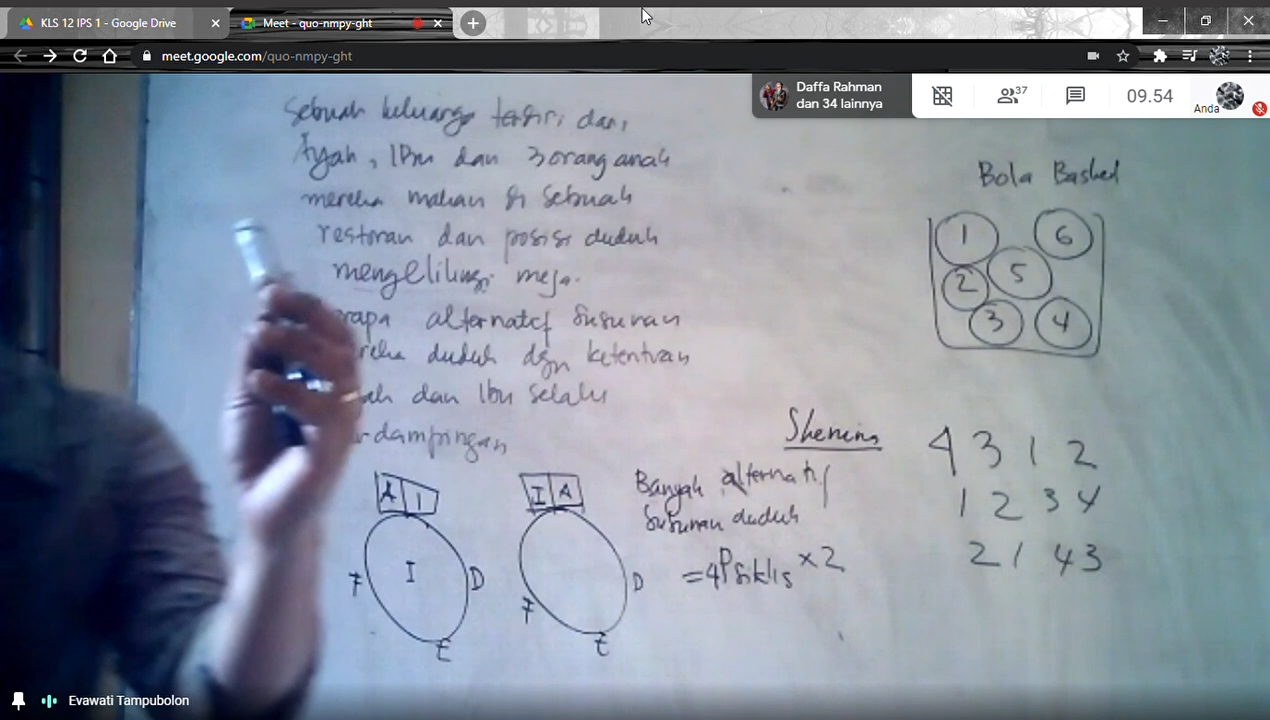 KLS 12 IPS 1 - Google Drive
Meet - quo-nmpy-ght
meet.google.com/quo-nmpy-ght
Daffa Rahman
dan 34 lainnya
37
09.54
Anda
Sebuah keluarga terdiri dari
Ayah, Ibu dan 3 orang anak
mereka makan di sebuah
restoran dan posisi duduk
mengelilingi meja.
alternatif susunan
duduk dgn ketentuan
dan Ibu selalu
Bola Basket
1 6
5
2
3 4
A I
I
F D
E
I A
F D
E
Banyak alternatif
susunan duduk
= 4P siklis x 2
4 3 1 2
1 2 3 4
2 1 4 3
Evawati Tampubolon